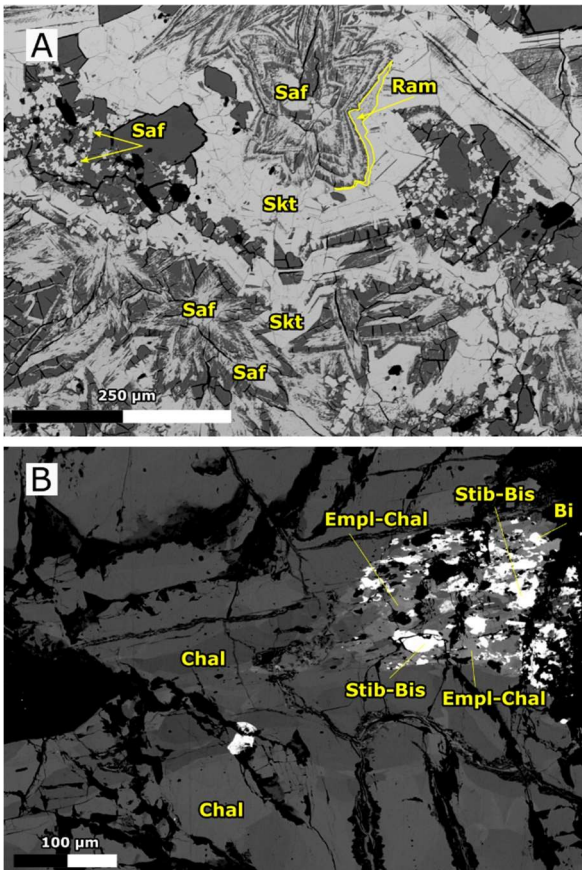 A
Saf
Ram
Saf
Skt
Saf
Skt
Saf
250 µm
B
Stib-Bis
Bi
Empl-Chal
Chal
Stib-Bis
Empl-Chal
Chal
100 µm